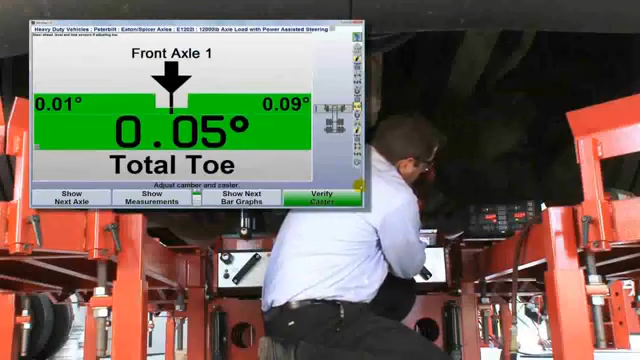 Heavy Duty Vehicles : Peterbilt : Eaton/Spicer Axles : E1202I : 12000lb Axle Load with Power Assisted Steering
Front Axle 1
0.01° 0.09°
0.05°
Total Toe
Adjust camber and caster.
Show Next Axle
Show Measurements
Show Next Bar Graphs
Verify Caster